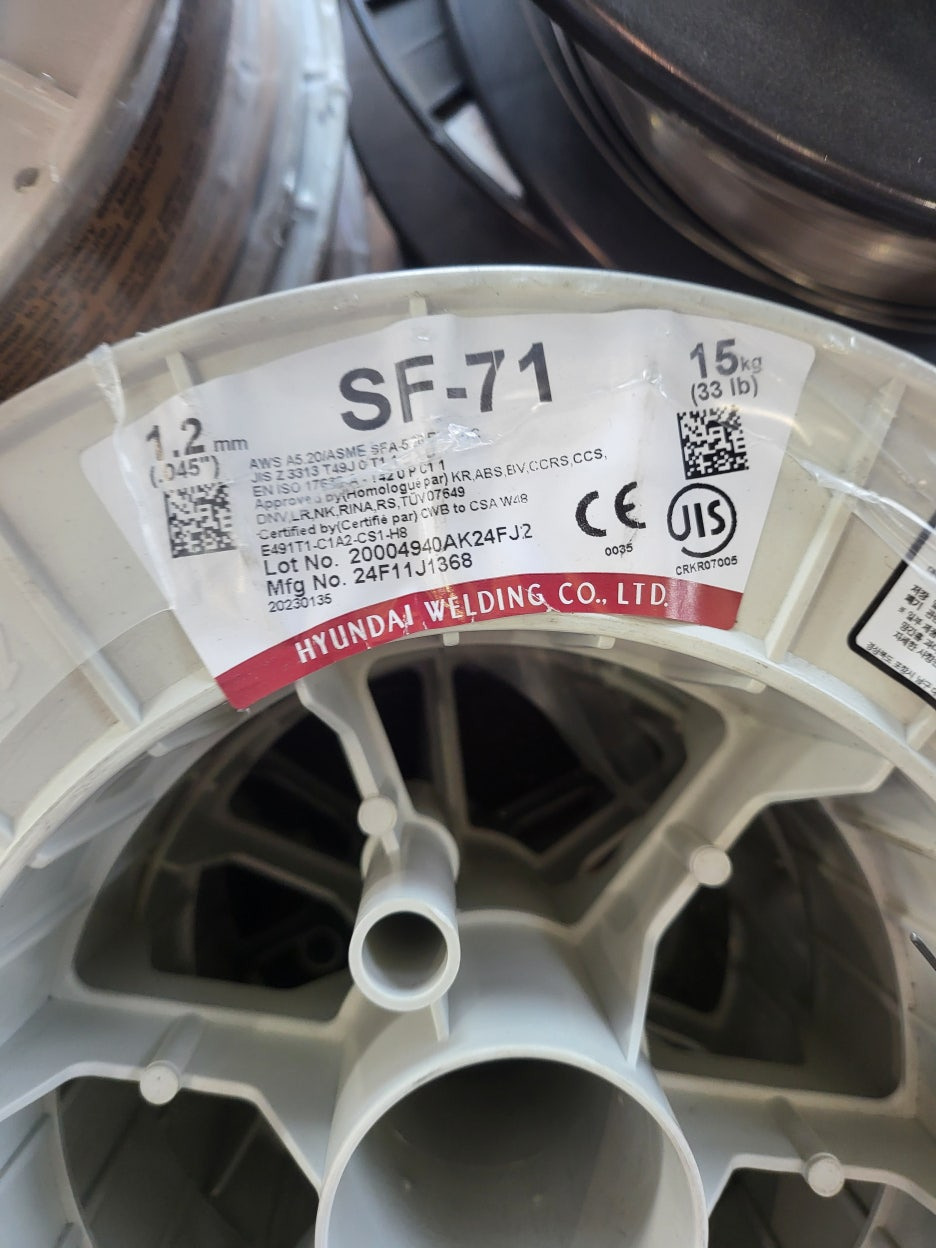 SF-71
15kg
(33 lb)
1.2 mm
(.045")
AWS A5.20/ASME SFA-5
JIS Z 3313 T49J 0 T1
EN ISO
Approved by(Homologué par) KR,ABS,BV,CCRS,CCS,
DNV,LR,NK,RINA,RS,TÜV07649
Certified by(Certifié par) CWB to CSA W48
E491T1-C1A2-CS1-H8
Lot No. 20004940AK24FJ2
Mfg No. 24F11J1368
20230135
CE
0035
JIS
CRKR07005
HYUNDAI WELDING CO., LTD.